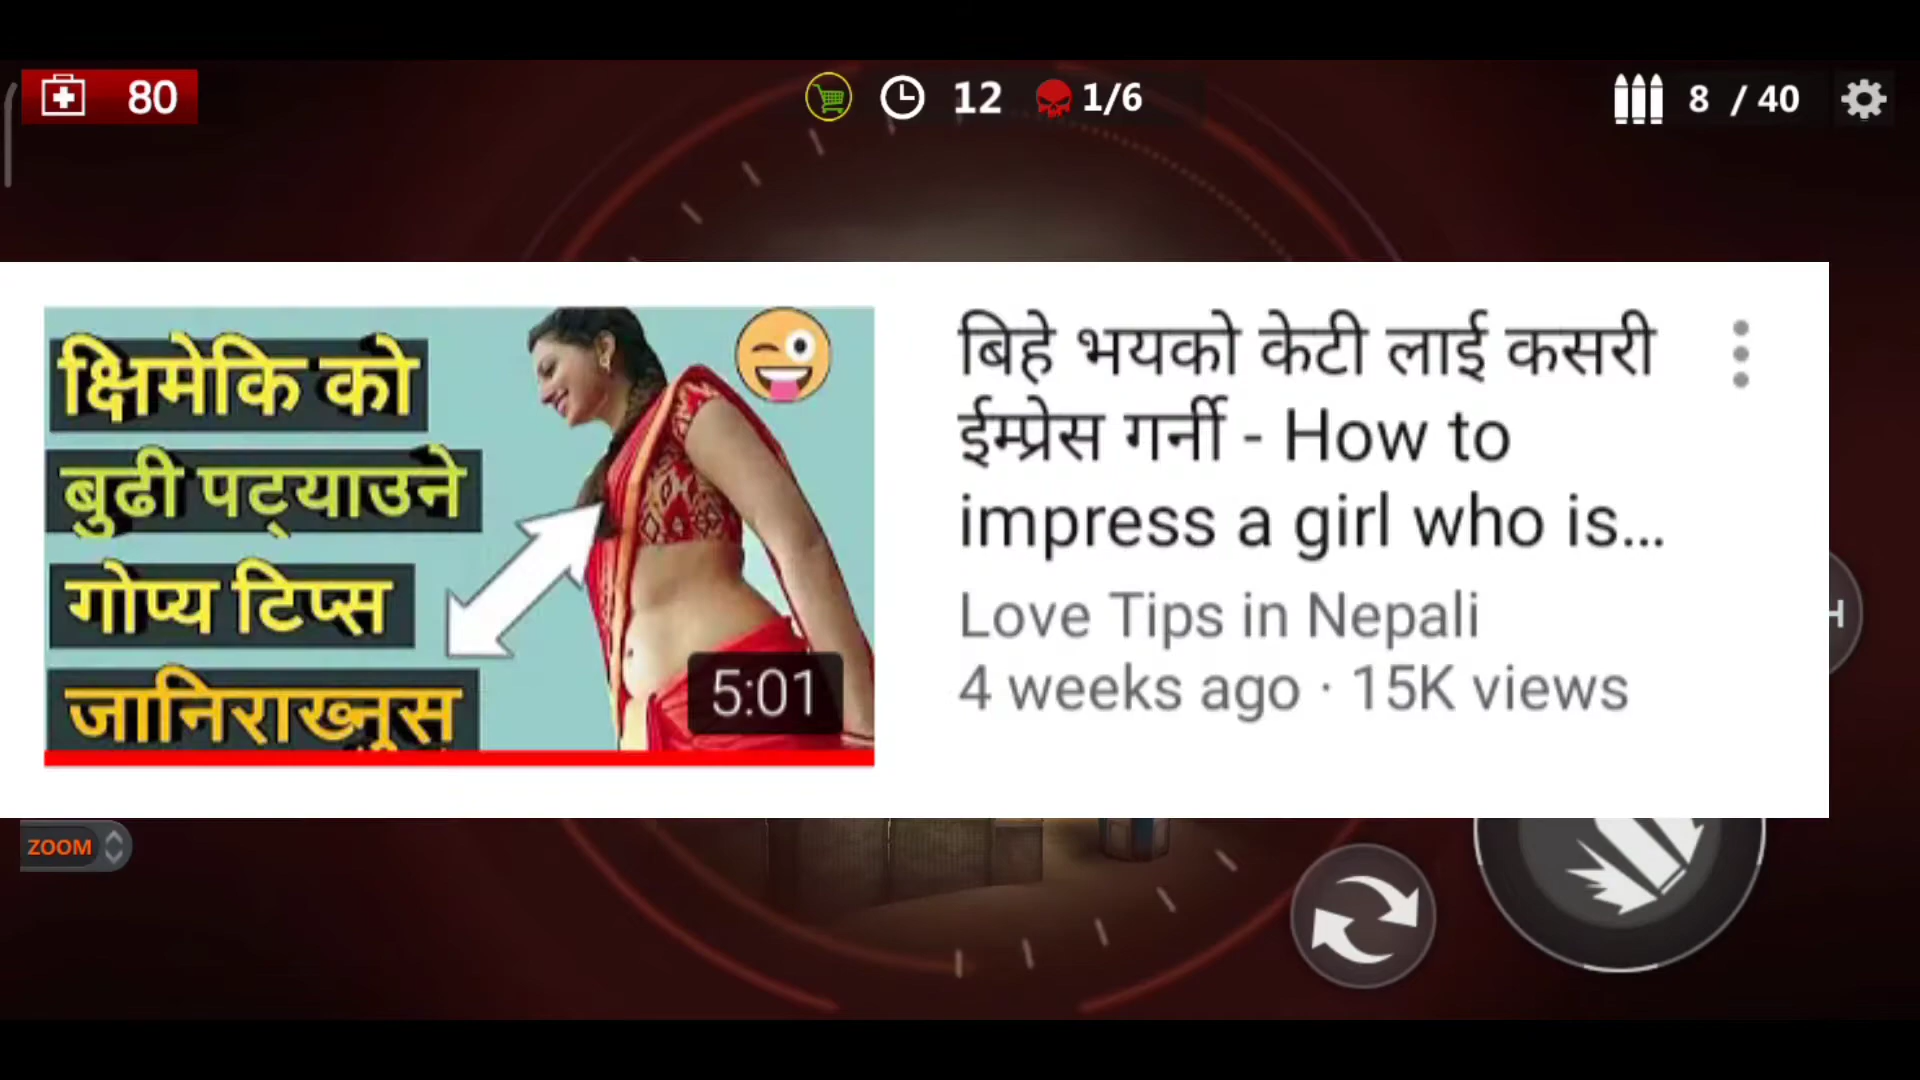 80
12
1/6
8 / 40
क्षिमेकि को
बुढी पट्याउने
गोप्य टिप्स
जानिराख्नुस
5:01
बिहे भयको केटी लाई कसरी
ईम्प्रेस गर्नी - How to
impress a girl who is...
Love Tips in Nepali
4 weeks ago · 15K views
H
ZOOM